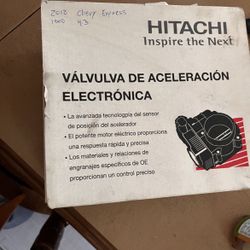 2012 Chevy Express
1500 4.3
HITACHI
Inspire the Next
VÁLVULA DE ACELERACIÓN
ELECTRÓNICA
• La avanzada tecnologpía del sensor
de posición del acelerador
• El potente motor eléctrico proporciona
una respuesta rápida y precisa
• Los materiales y relaciones de
engranajes específicos de OE
proporcionan un control preciso